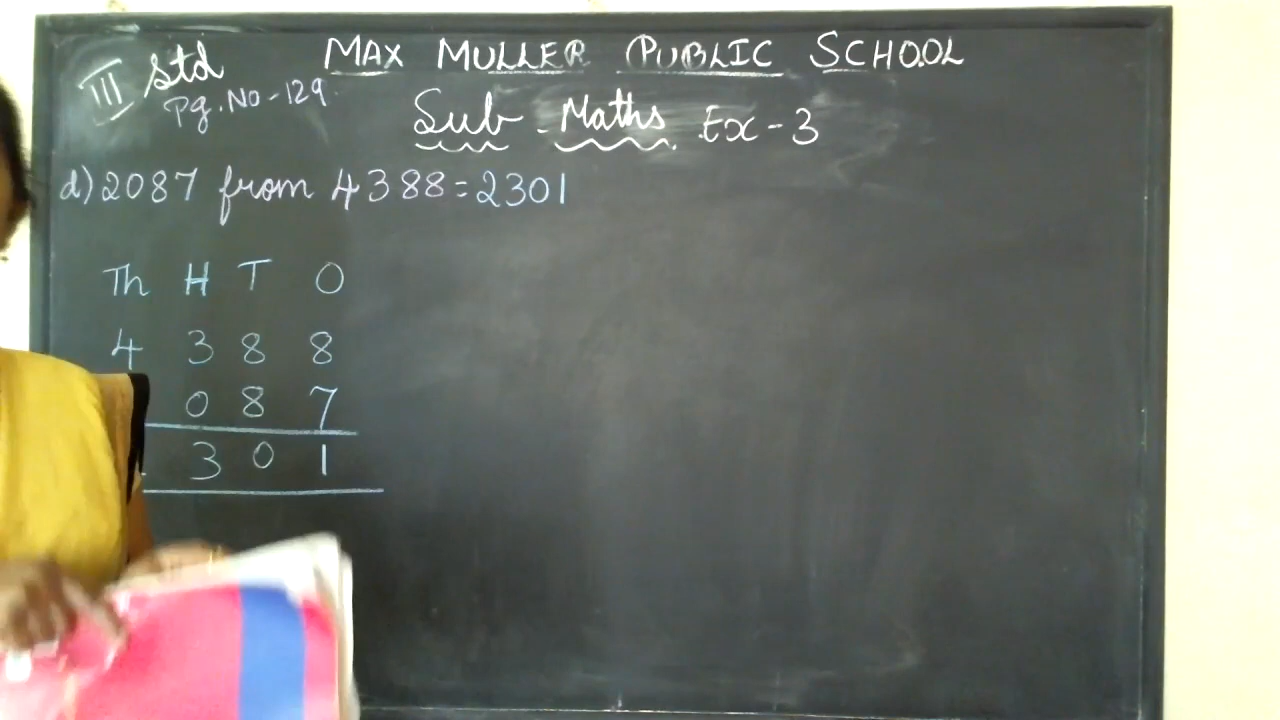 III Std MAX MULLER PUBLIC SCHOOL
Pg.No-129.
Sub - Maths. Ex-3
d) 2087 from 4388=2301
Th H T O
4 3 8 8
0 8 7
3 0 1